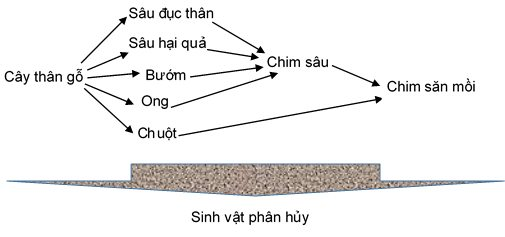 Sâu đục thân
Sâu hại quả
Cây thân gỗ
Bướm
Chim sâu
Ong
Chim săn mồi
Chuột
Sinh vật phân hủy